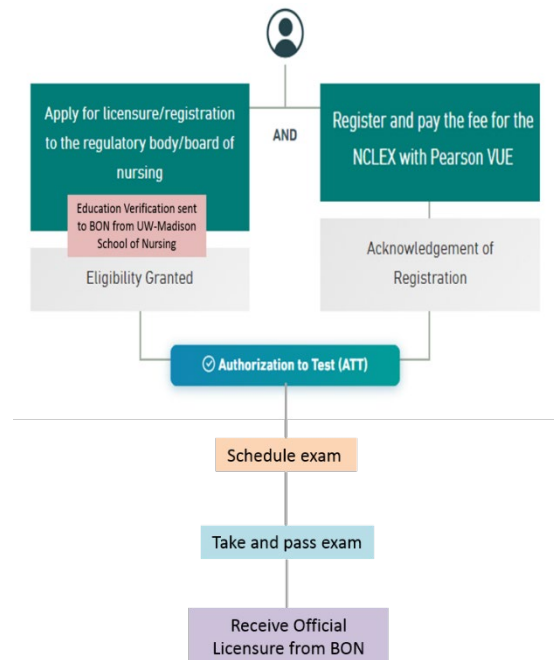 Apply for licensure/registration
to the regulatory body/board of
nursing
Education Verification sent
to BON from UW-Madison
School of Nursing
Eligibility Granted
AND
Register and pay the fee for the
NCLEX with Pearson VUE
Acknowledgement of
Registration
Authorization to Test (ATT)
Schedule exam
Take and pass exam
Receive Official
Licensure from BON